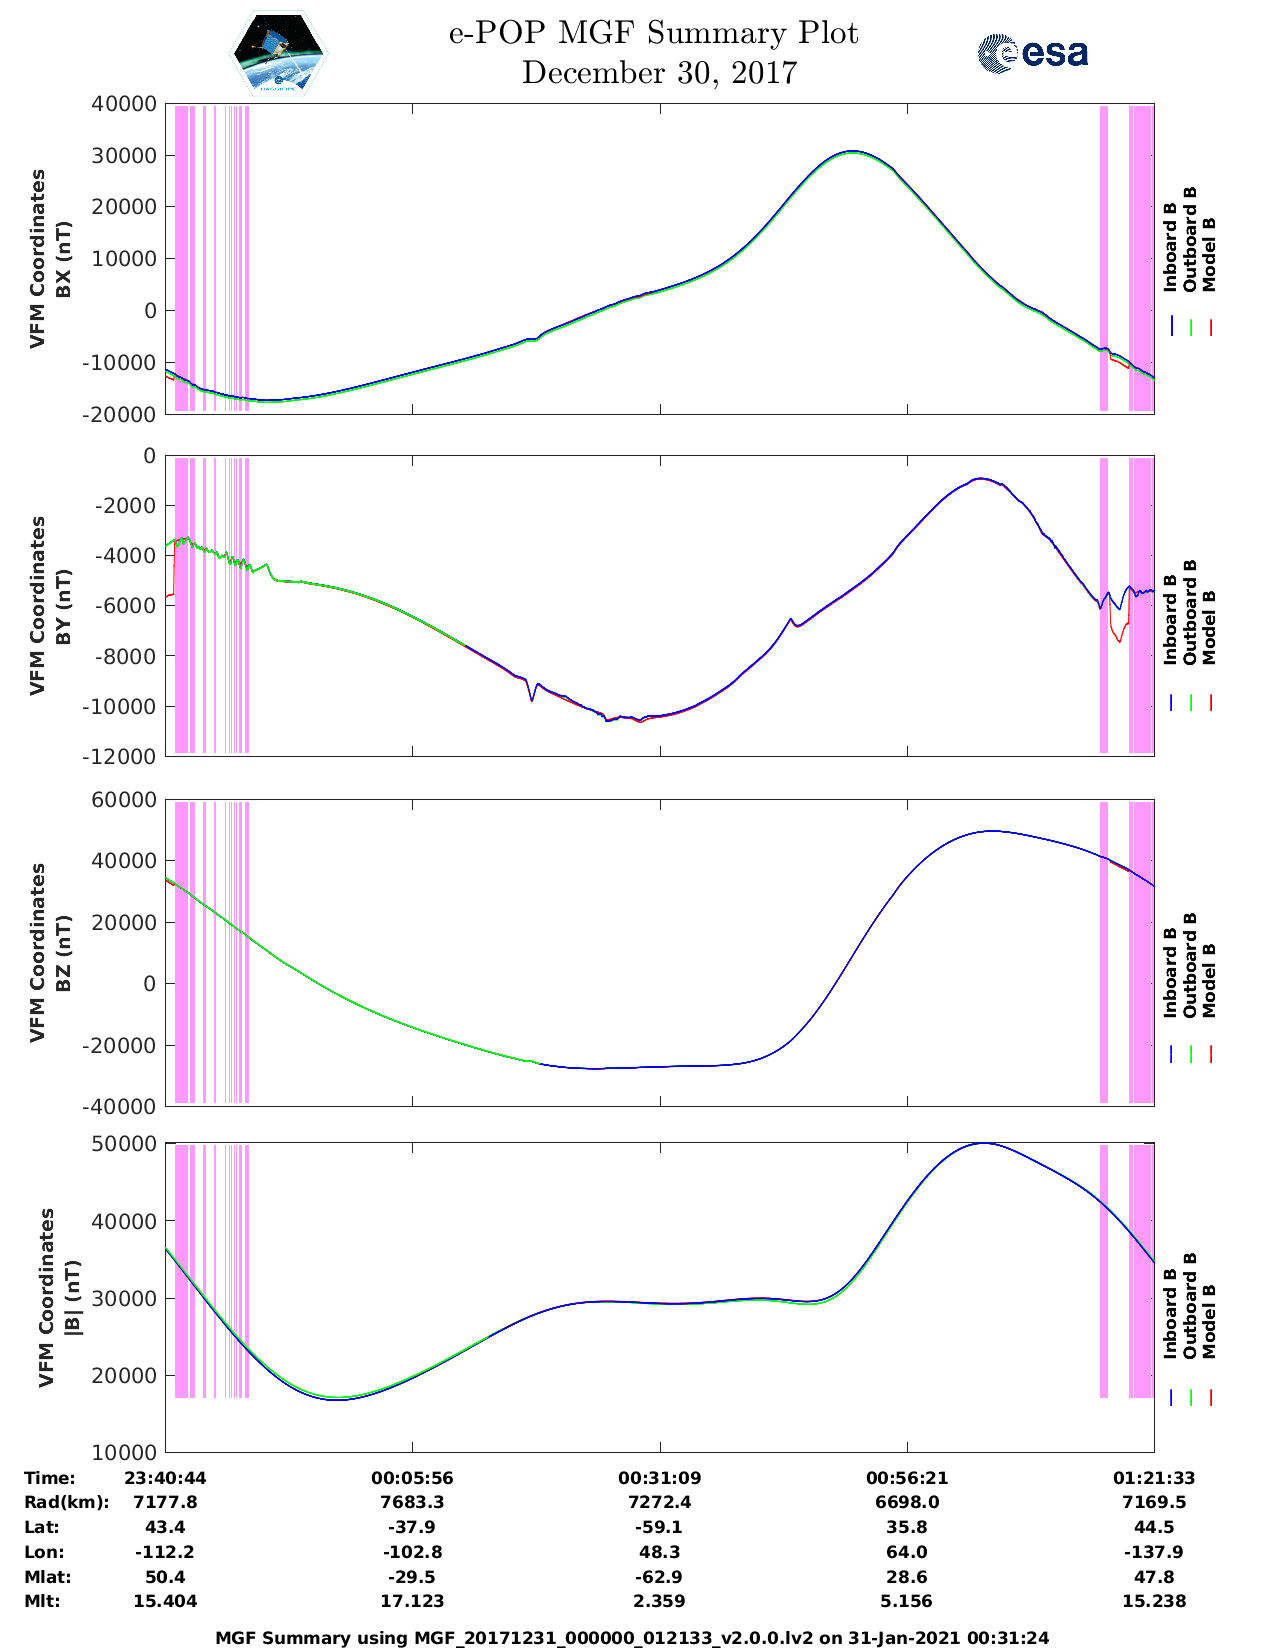 e-POP MGF Summary Plot
December 30, 2017
CASSIOPE
esa
VFM Coordinates
BX (nT)
40000
30000
20000
10000
0
-10000
-20000
Inboard B
Outboard B
Model B
VFM Coordinates
BY (nT)
0
-2000
-4000
-6000
-8000
-10000
-12000
Inboard B
Outboard B
Model B
VFM Coordinates
BZ (nT)
60000
40000
20000
0
-20000
-40000
Inboard B
Outboard B
Model B
VFM Coordinates
|B| (nT)
50000
40000
30000
20000
10000
Inboard B
Outboard B
Model B
Time: 23:40:44 00:05:56 00:31:09 00:56:21 01:21:33
Rad(km): 7177.8 7683.3 7272.4 6698.0 7169.5
Lat: 43.4 -37.9 -59.1 35.8 44.5
Lon: -112.2 -102.8 48.3 64.0 -137.9
Mlat: 50.4 -29.5 -62.9 28.6 47.8
Mlt: 15.404 17.123 2.359 5.156 15.238
MGF Summary using MGF_20171231_000000_012133_v2.0.0.lv2 on 31-Jan-2021 00:31:24